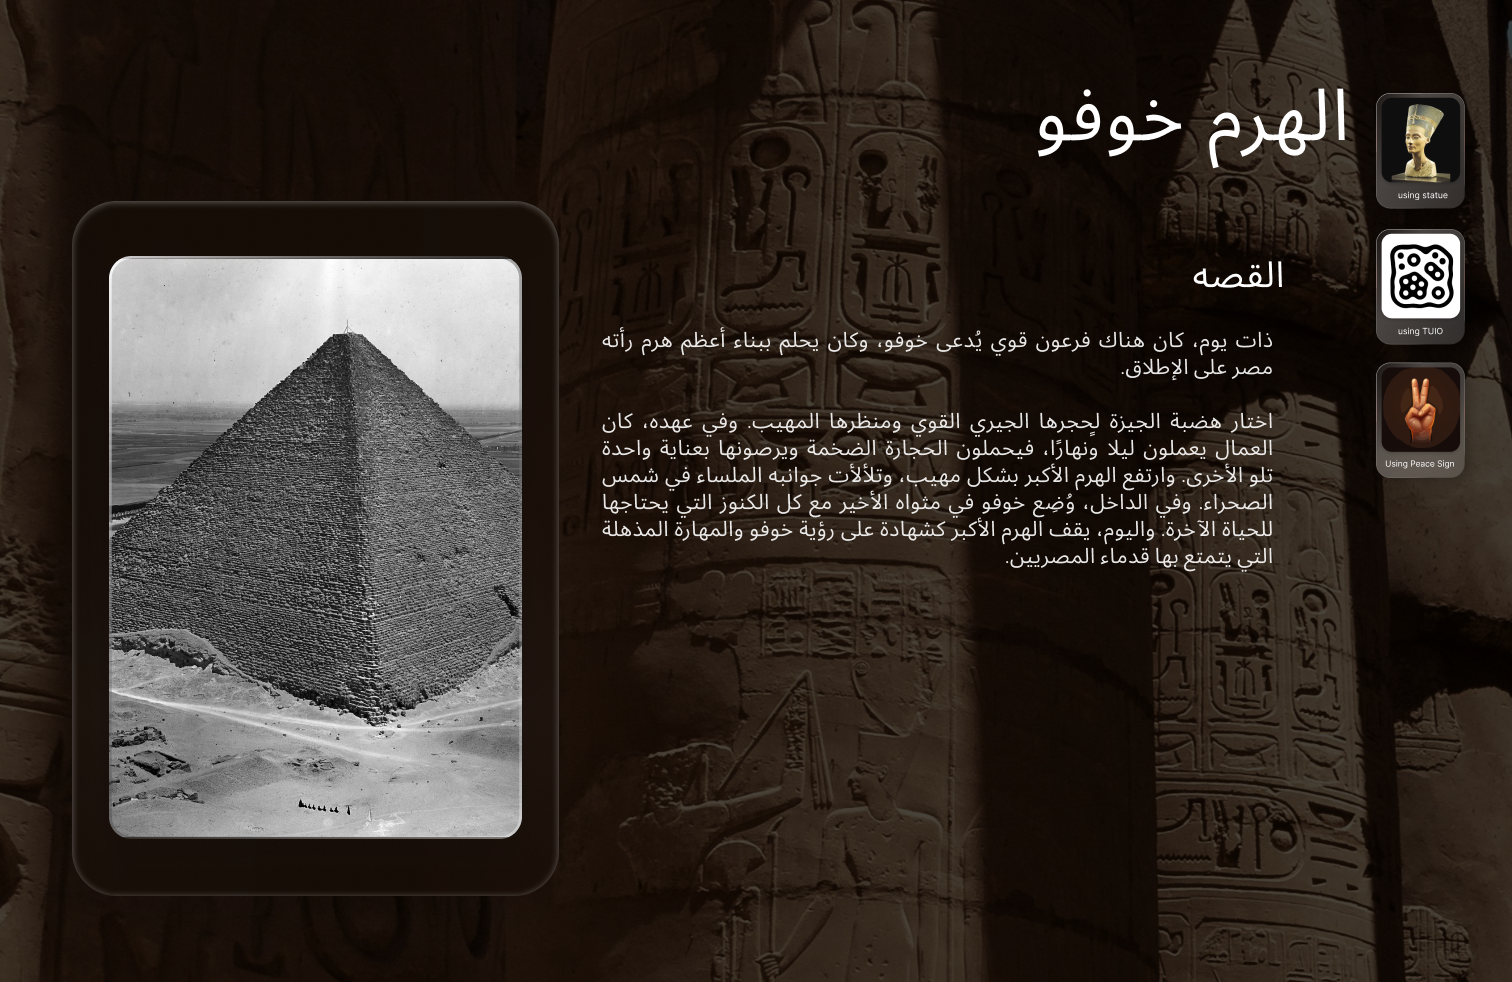 الهرم خوفو
using statue
القصه
using TUIO
ذات يوم، كان هناك فرعون قوي يُدعى خوفو، وكان يحلم ببناء أعظم هرم رأته
مصر على الإطلاق.
Using Peace Sign
اختار هضبة الجيزة لحجرها الجيري القوي ومنظرها المهيب. وفي عهده، كان
العمال يعملون ليلا ونهارًا، فيحملون الحجارة الضخمة ويرصونها بعناية واحدة
تلو الأخرى. وارتفع الهرم الأكبر بشكل مهيب، وتلألأت جوانبه الملساء في شمس
الصحراء. وفي الداخل، وُضِع خوفو في مثواه الأخير مع كل الكنوز التي يحتاجها
للحياة الآخرة. واليوم، يقف الهرم الأكبر كشهادة على رؤية خوفو والمهارة المذهلة
التي يتمتع بها قدماء المصريين.